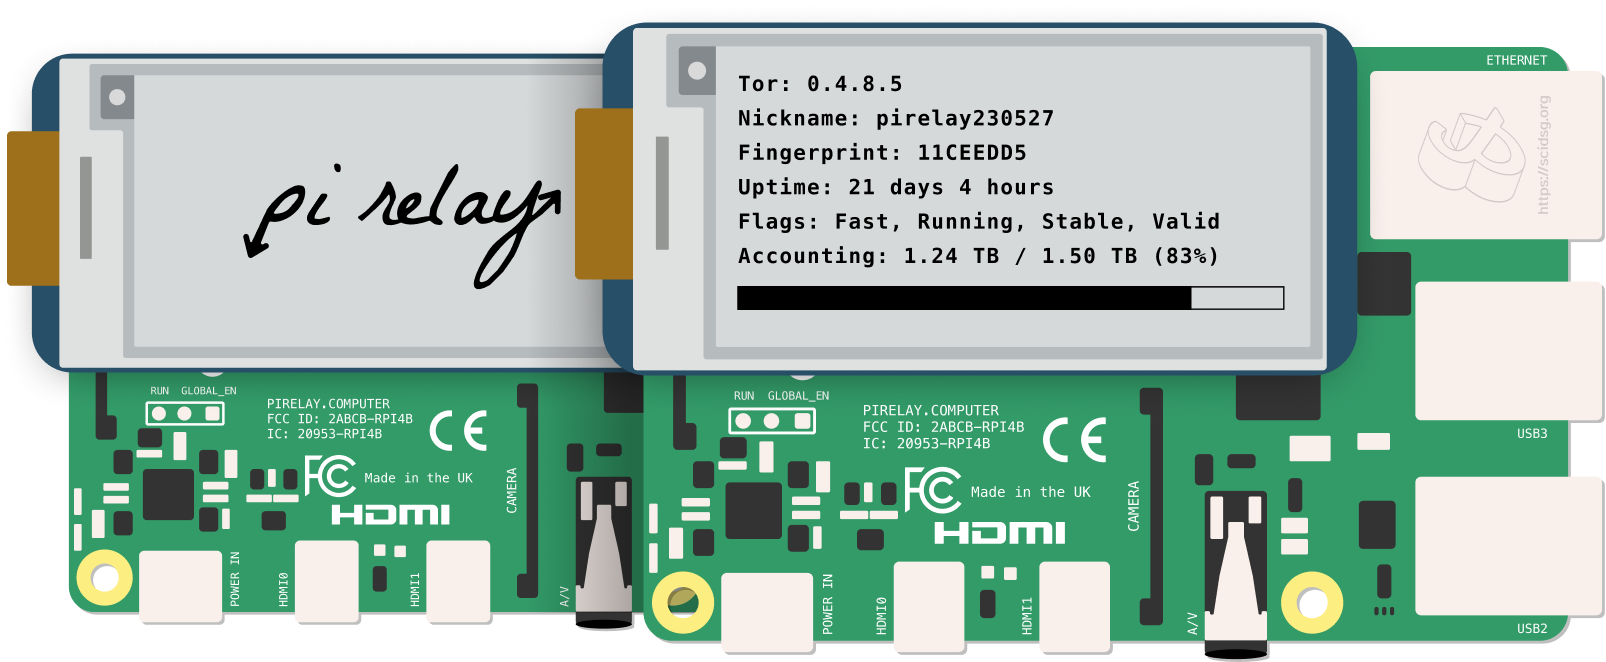 pi relay
RUN GLOBAL_EN
PIRELAY.COMPUTER
FCC ID: 2ABCB-RPI4B
IC: 20953-RPI4B
CE
FCC
Made in the UK
HDMI
CAMERA
POWER IN
HDMI0
HDMI1
A/V
Tor: 0.4.8.5
Nickname: pirelay230527
Fingerprint: 11CEEDD5
Uptime: 21 days 4 hours
Flags: Fast, Running, Stable, Valid
Accounting: 1.24 TB / 1.50 TB (83%)
ETHERNET
https://scidsg.org
RUN GLOBAL_EN
PIRELAY.COMPUTER
FCC ID: 2ABCB-RPI4B
IC: 20953-RPI4B
CE
FCC
Made in the UK
HDMI
CAMERA
USB3
POWER IN
HDMI0
HDMI1
A/V
USB2